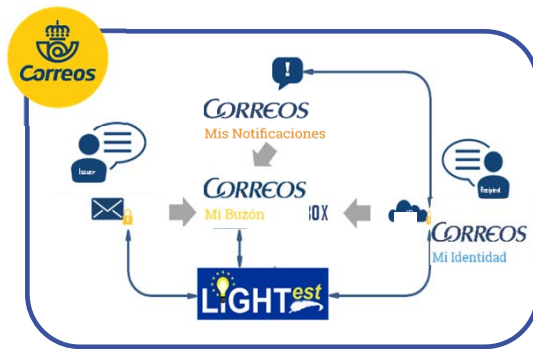 Correos
!
CORREOS
Mis Notificaciones
Issuer
Recipient
CORREOS
Mi Buzón
BOX
CORREOS
Mi Identidad
LIGHTest